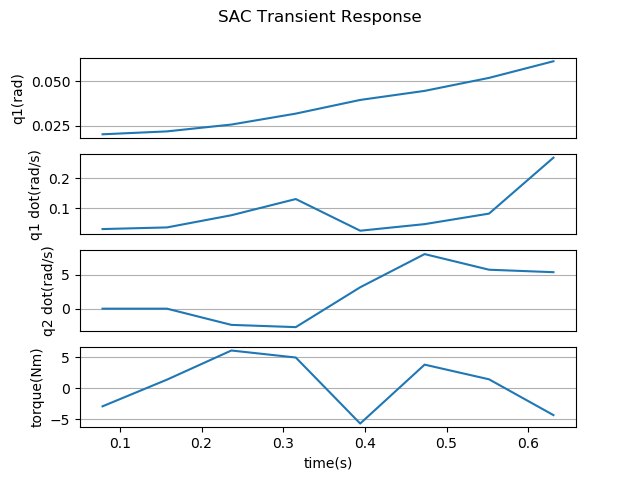 SAC Transient Response
q1(rad)
0.050
0.025
q1 dot(rad/s)
0.2
0.1
q2 dot(rad/s)
5
0
torque(Nm)
5
0
−5
0.1 0.2 0.3 0.4 0.5 0.6
time(s)